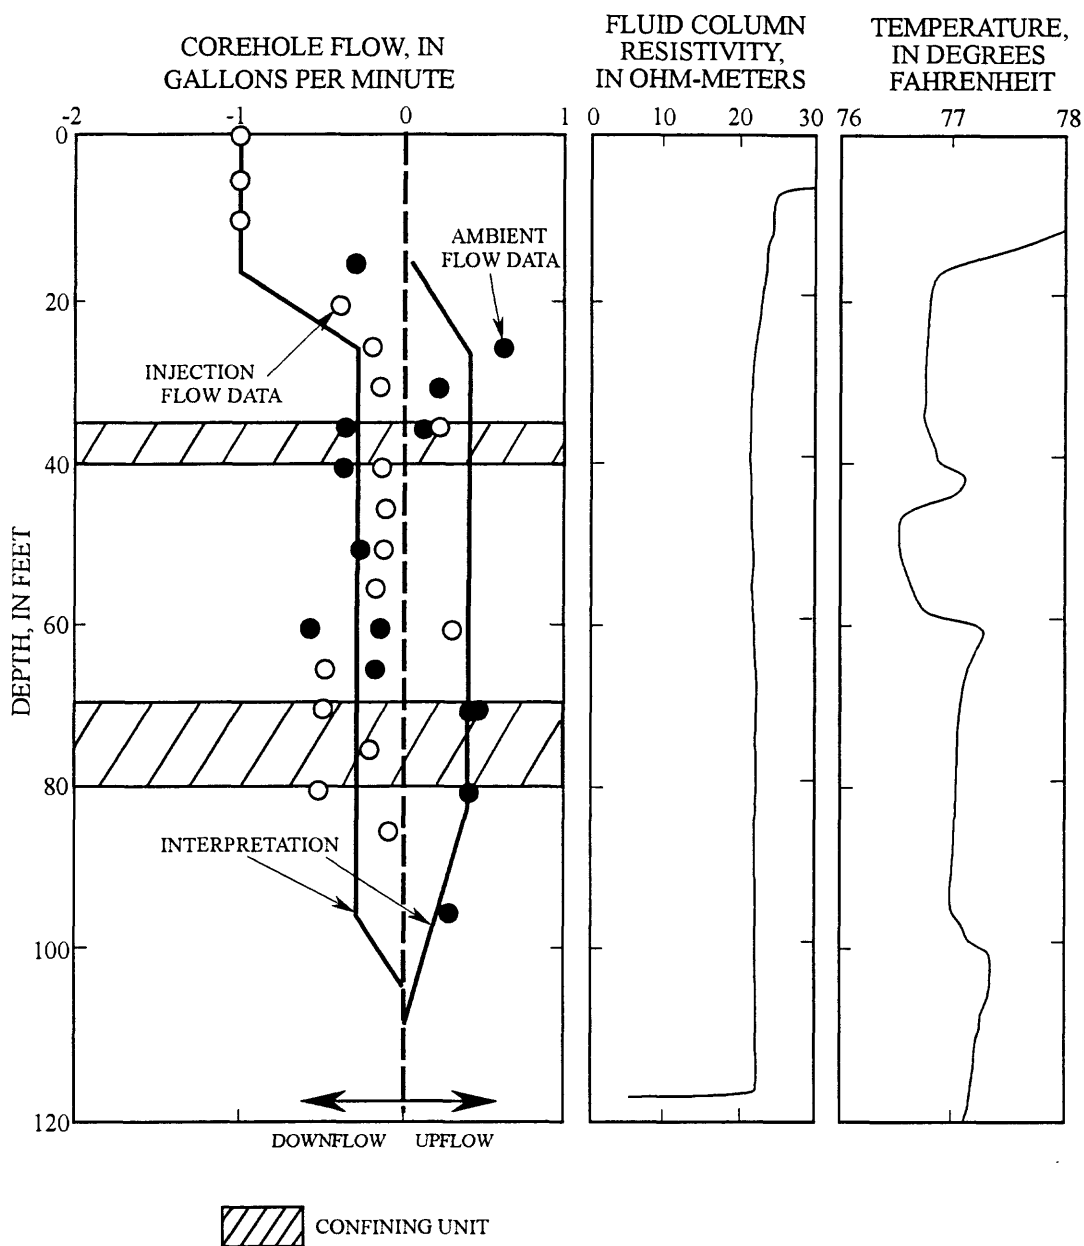 COREHOLE FLOW, IN
GALLONS PER MINUTE
FLUID COLUMN
RESISTIVITY,
IN OHM-METERS
TEMPERATURE,
IN DEGREES
FAHRENHEIT
-2 -1 0 1
0 10 20 30
76 77 78
0
20
40
60
80
100
120
DEPTH, IN FEET
AMBIENT
FLOW DATA
INJECTION
FLOW DATA
INTERPRETATION
DOWNFLOW UPFLOW
CONFINING UNIT